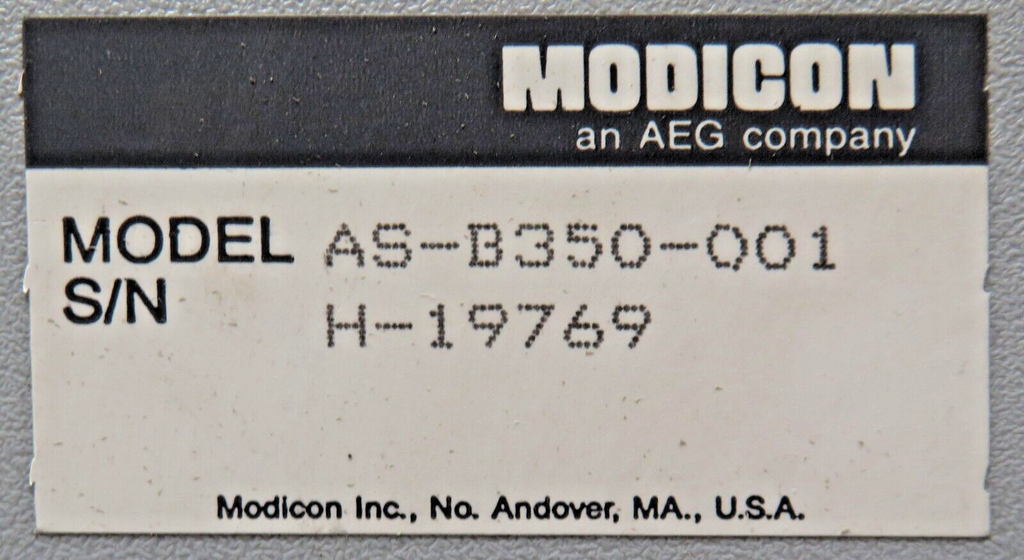 MODICON
an AEG company
MODEL AS-B350-001
S/N H-19769
Modicon Inc., No. Andover, MA., U.S.A.